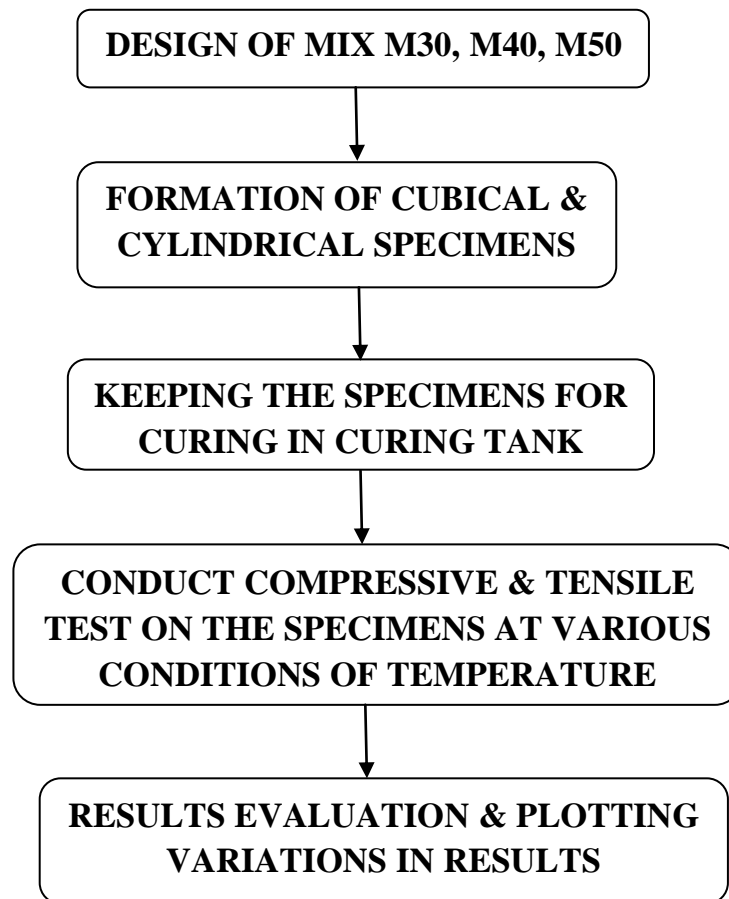 DESIGN OF MIX M30, M40, M50
FORMATION OF CUBICAL &
CYLINDRICAL SPECIMENS
KEEPING THE SPECIMENS FOR
CURING IN CURING TANK
CONDUCT COMPRESSIVE & TENSILE
TEST ON THE SPECIMENS AT VARIOUS
CONDITIONS OF TEMPERATURE
RESULTS EVALUATION & PLOTTING
VARIATIONS IN RESULTS